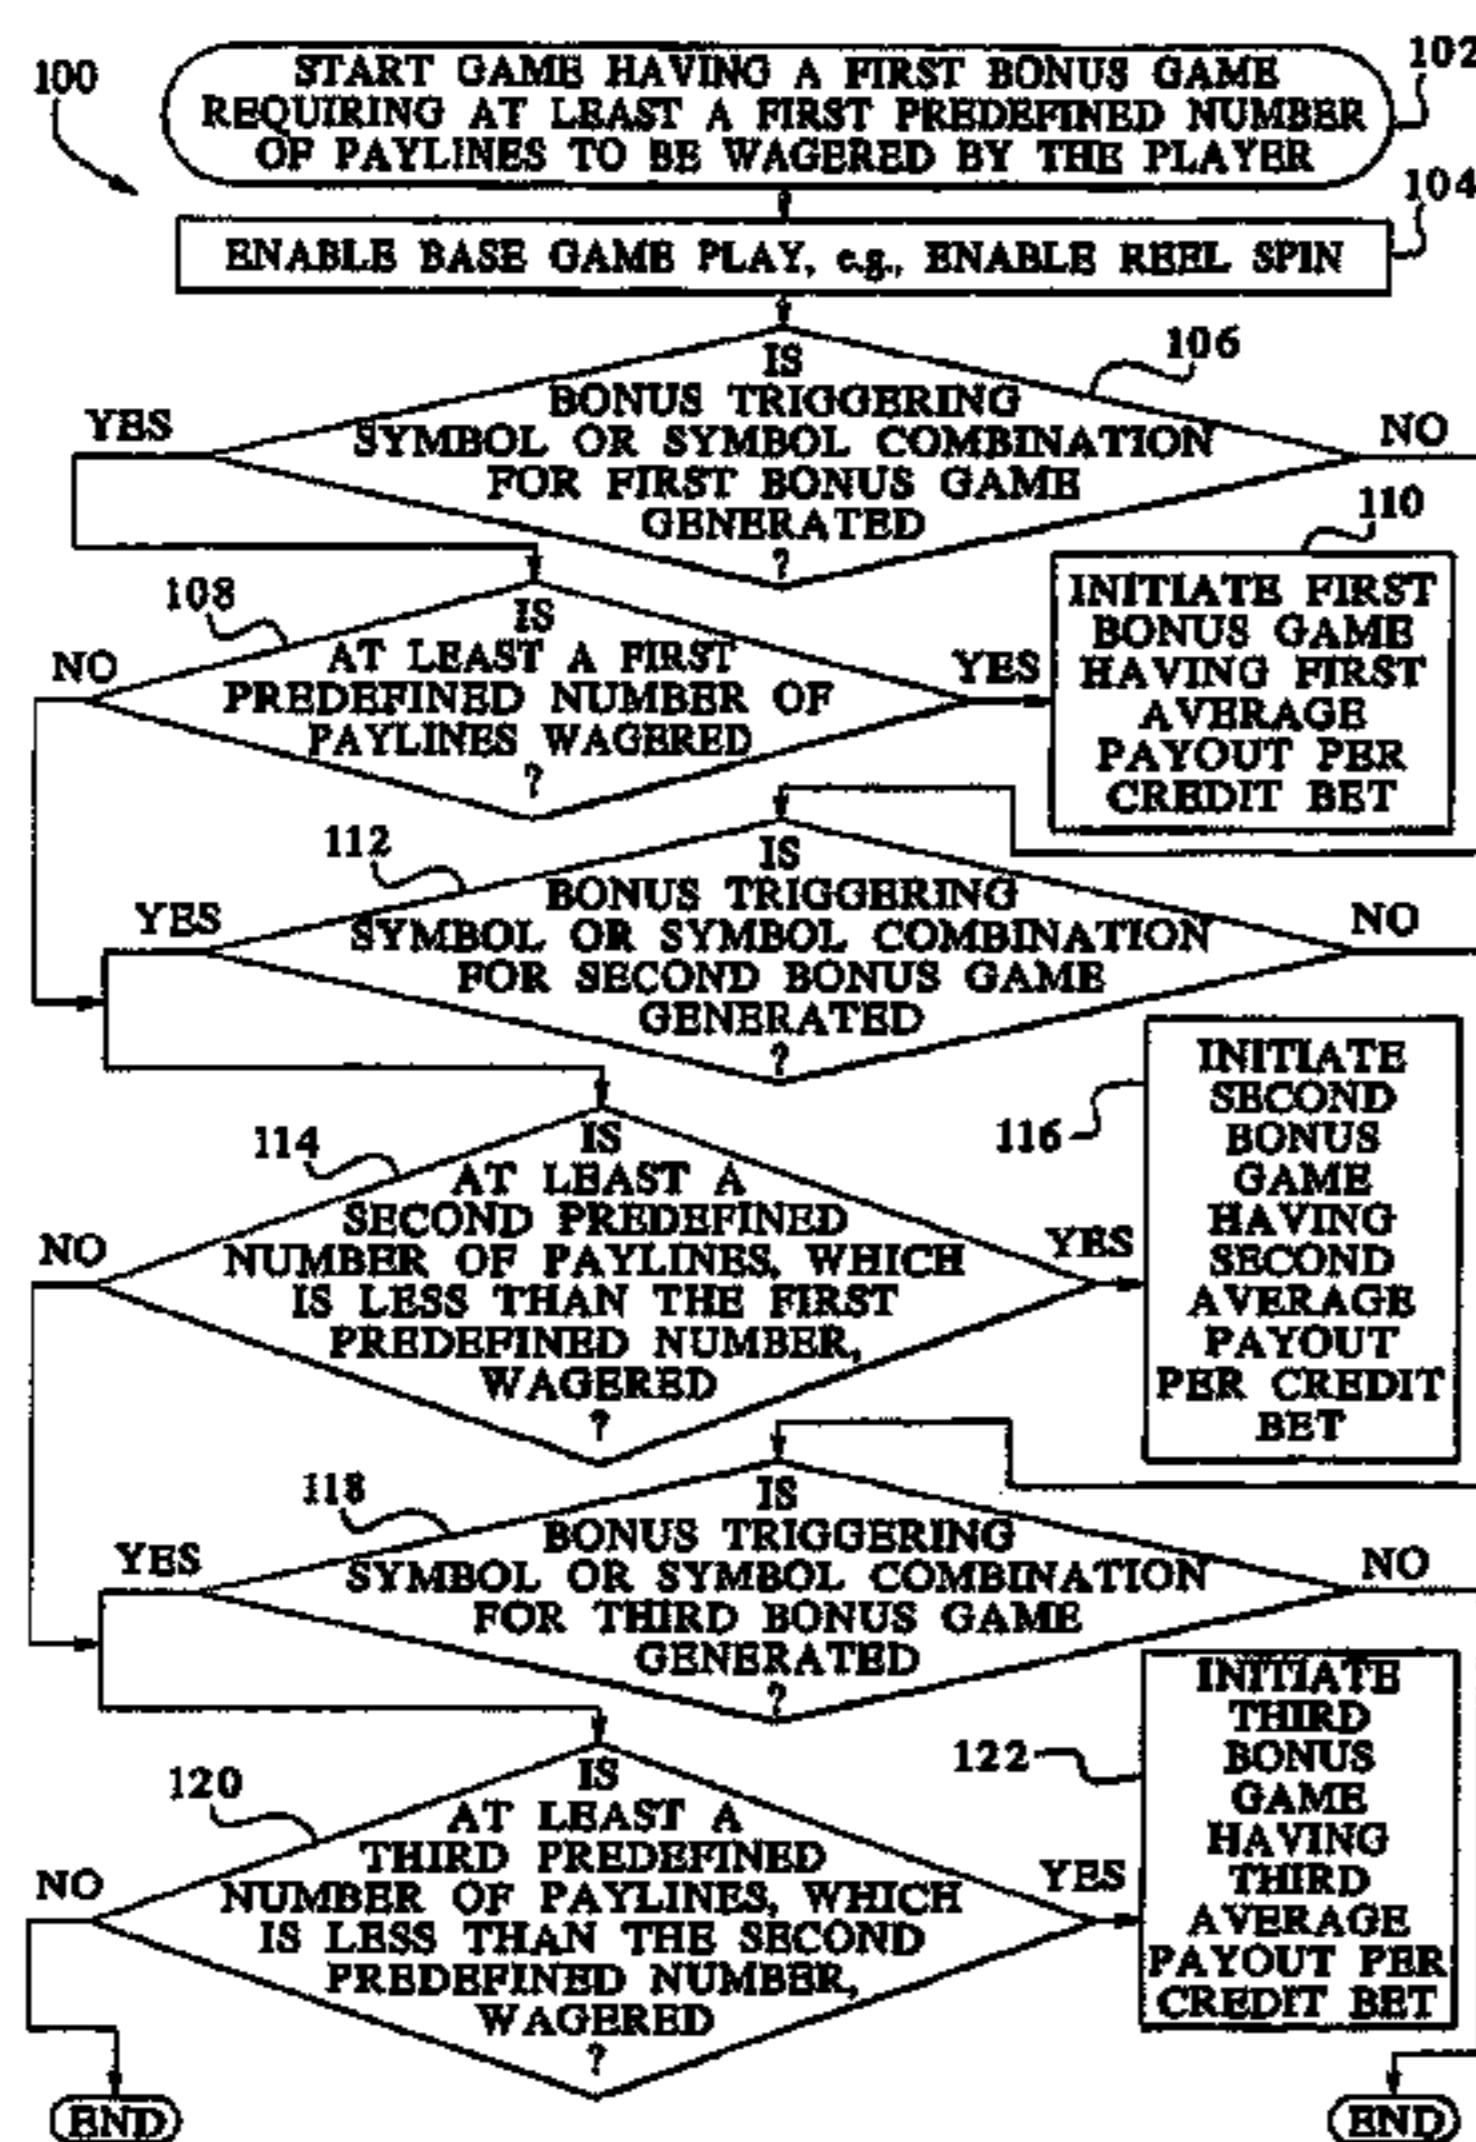 100
START GAME HAVING A FIRST BONUS GAME
REQUIRING AT LEAST A FIRST PREDEFINED NUMBER
OF PAYLINES TO BE WAGERED BY THE PLAYER
102
104
ENABLE BASE GAME PLAY, e.g., ENABLE REEL SPIN
106
IS
BONUS TRIGGERING
SYMBOL OR SYMBOL COMBINATION
FOR FIRST BONUS GAME
GENERATED
?
YES
NO
108
IS
AT LEAST A FIRST
PREDEFINED NUMBER OF
PAYLINES WAGERED
?
NO
YES
110
INITIATE FIRST
BONUS GAME
HAVING FIRST
AVERAGE
PAYOUT PER
CREDIT BET
112
IS
BONUS TRIGGERING
SYMBOL OR SYMBOL COMBINATION
FOR SECOND BONUS GAME
GENERATED
?
YES
NO
114
IS
AT LEAST A
SECOND PREDEFINED
NUMBER OF PAYLINES, WHICH
IS LESS THAN THE FIRST
PREDEFINED NUMBER,
WAGERED
?
NO
YES
116
INITIATE
SECOND
BONUS
GAME
HAVING
SECOND
AVERAGE
PAYOUT
PER CREDIT
BET
118
IS
BONUS TRIGGERING
SYMBOL OR SYMBOL COMBINATION
FOR THIRD BONUS GAME
GENERATED
?
YES
NO
120
IS
AT LEAST A
THIRD PREDEFINED
NUMBER OF PAYLINES, WHICH
IS LESS THAN THE SECOND
PREDEFINED NUMBER,
WAGERED
?
NO
YES
122
INITIATE
THIRD
BONUS
GAME
HAVING
THIRD
AVERAGE
PAYOUT PER
CREDIT BET
END
END